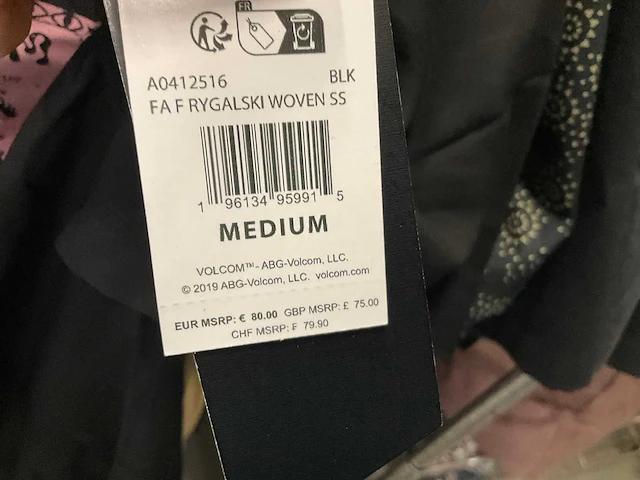 FR
A0412516 BLK
FA F RYGALSKI WOVEN SS
1 96134 95991 5
MEDIUM
VOLCOM™- ABG-Volcom, LLC.
© 2019 ABG-Volcom, LLC. volcom.com
EUR MSRP: € 80.00 GBP MSRP: £ 75.00
CHF MSRP: ₣ 79.90